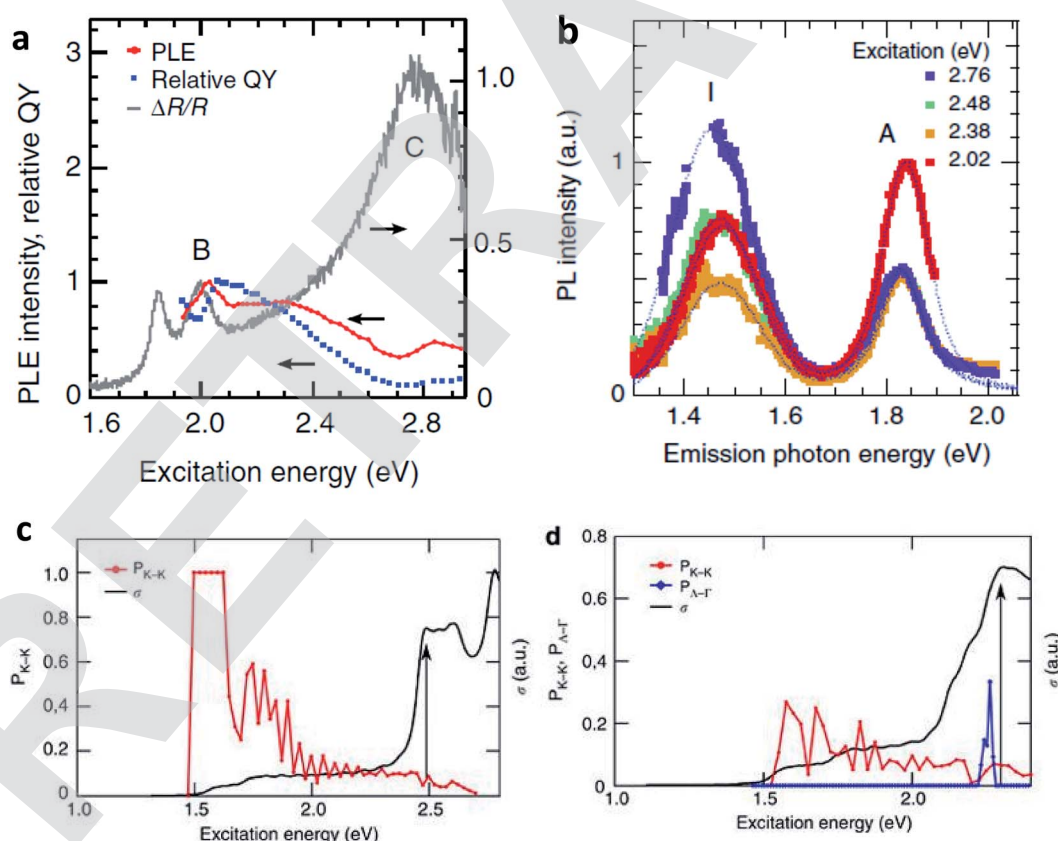 a
PLE
Relative QY
ΔR/R
3
2
1
0
1.0
0.5
0
B
C
PLE intensity, relative QY
1.6 2.0 2.4 2.8
Excitation energy (eV)
b
Excitation (eV)
2.76
2.48
2.38
2.02
I
A
1
0
PL intensity (a.u.)
1.4 1.6 1.8 2.0
Emission photon energy (eV)
c
P K–K
σ
1.0
0.8
0.6
0.4
0.2
0
P K–K
σ (a.u.)
1.0 1.5 2.0 2.5
Excitation energy (eV)
d
P K–K
P Λ–Γ
σ
0.8
0.6
0.4
0.2
0
P K–K, P Λ–Γ
σ (a.u.)
1.0 1.5 2.0
Excitation energy (eV)
RETRA